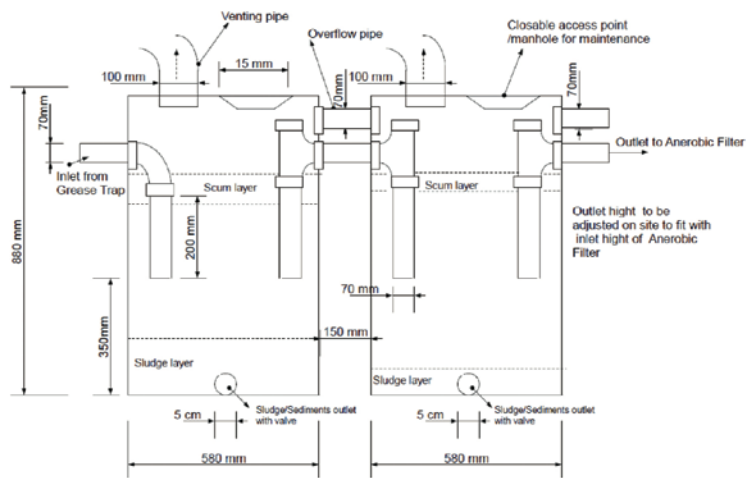 Venting pipe
Closable access point
/manhole for maintenance
Overflow pipe
15 mm
100 mm
100 mm
70mm
70mm
70mm
Outlet to Anerobic Filter
Inlet from
Grease Trap
Scum layer
Scum layer
200 mm
880 mm
Outlet hight to be
adjusted on site to fit with
inlet hight of Anerobic
Filter
70 mm
350mm
150 mm
Sludge layer
Sludge layer
5 cm
Sludge/Sediments outlet
with valve
5 cm
Sludge/Sediments outlet
with valve
580 mm
580 mm